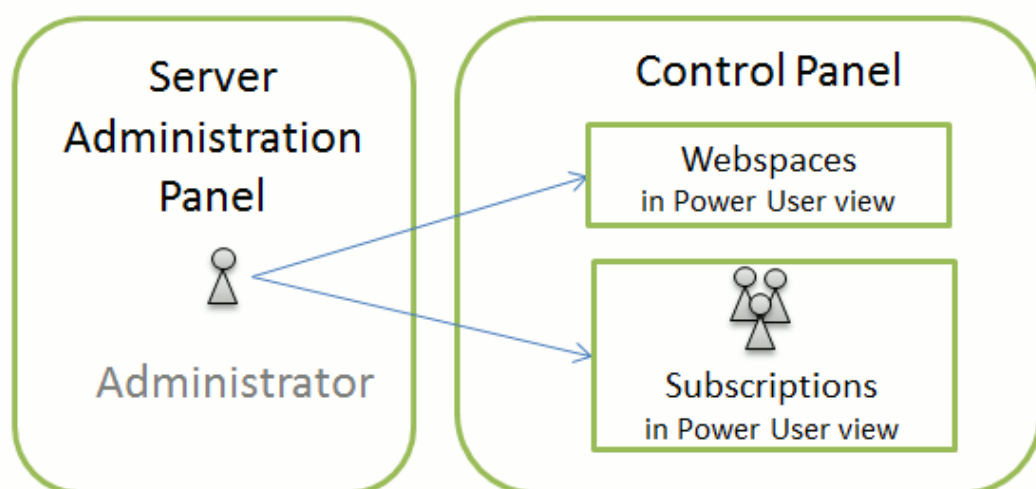 Server
Administration
Panel
Administrator
Control Panel
Webspaces
in Power User view
Subscriptions
in Power User view